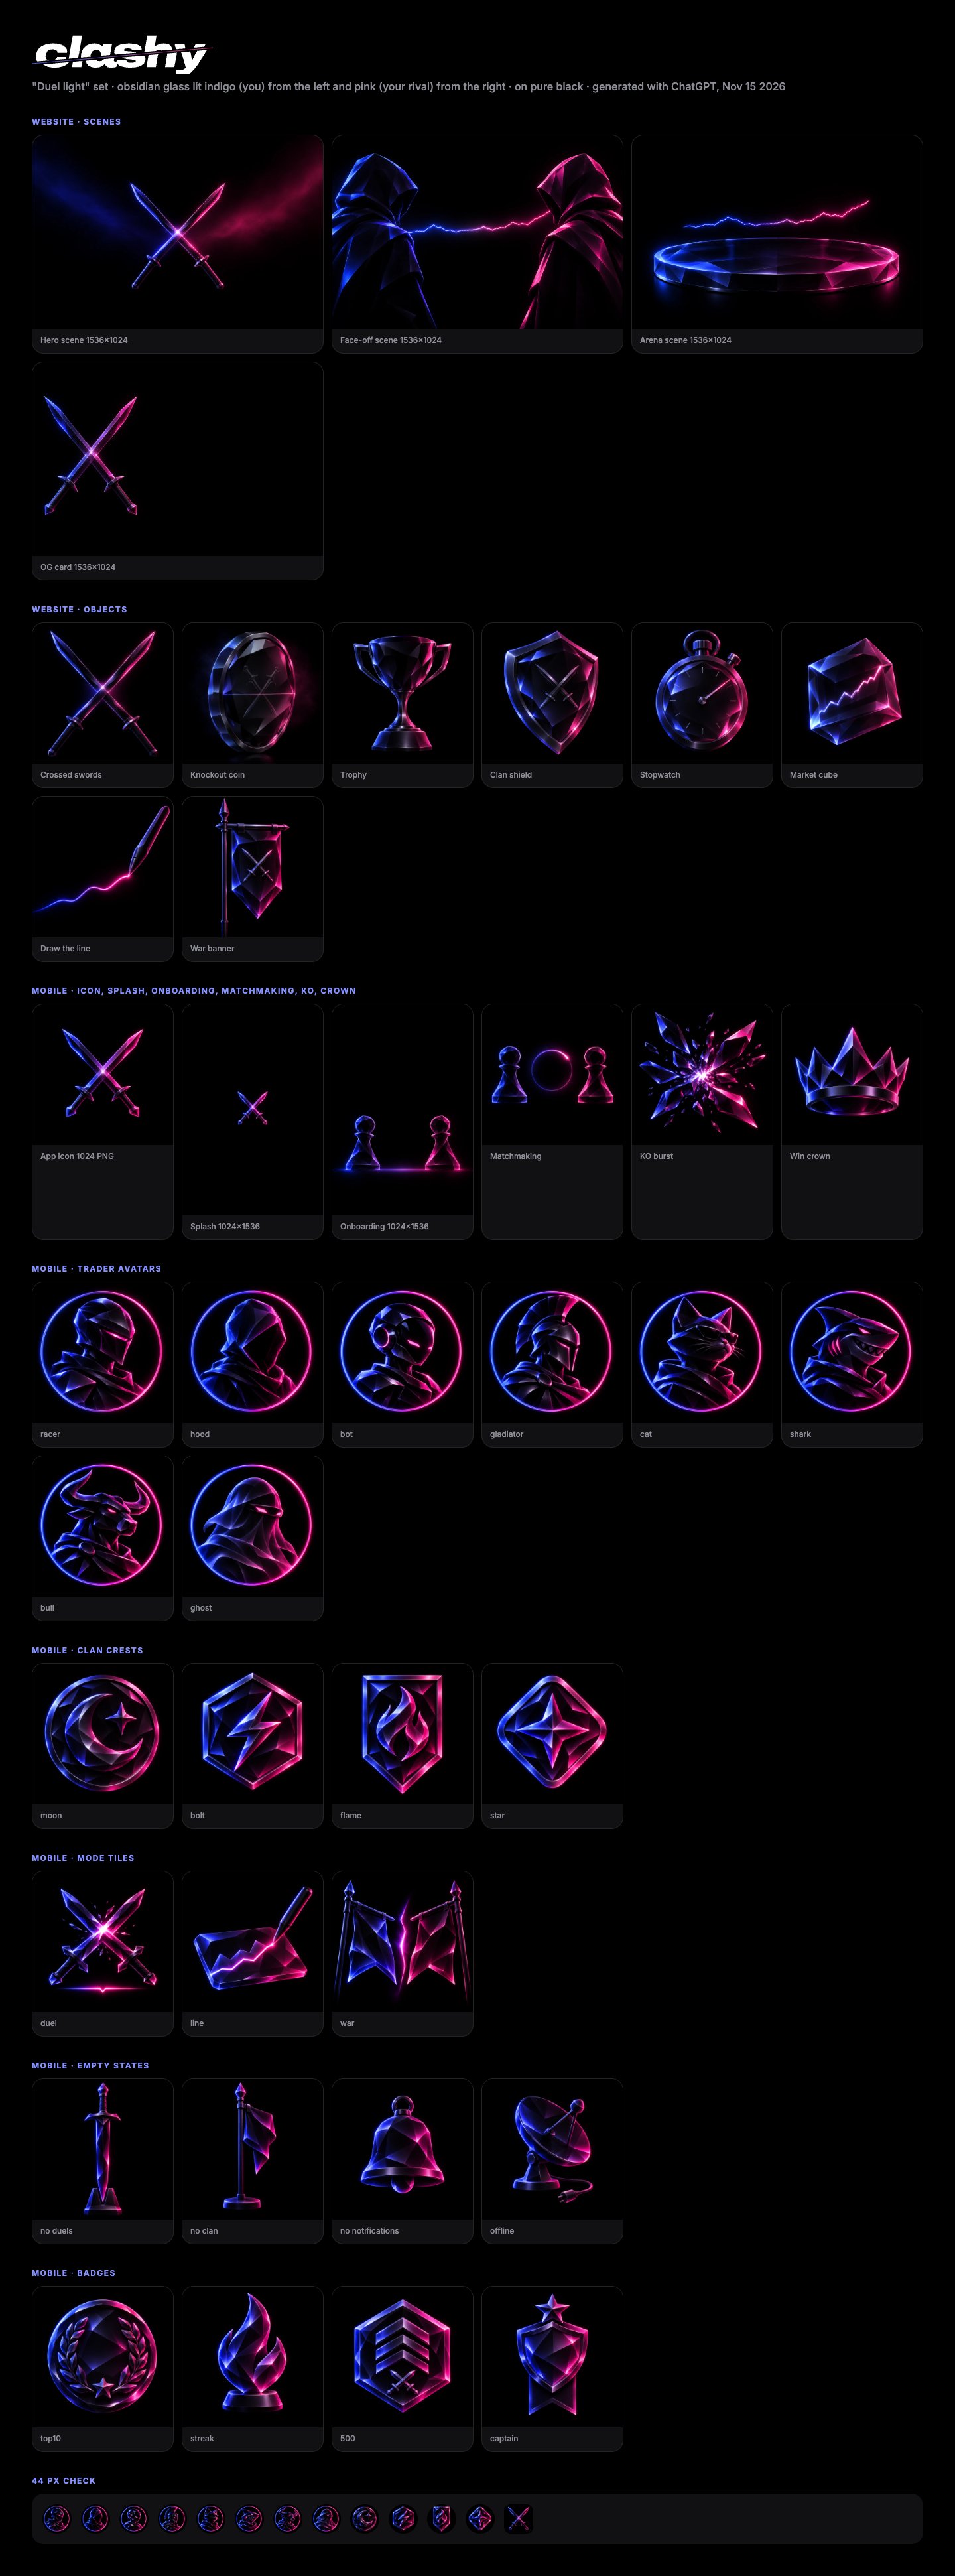 clashy
"Duel light" set · obsidian glass lit indigo (you) from the left and pink (your rival) from the right · on pure black · generated with ChatGPT, Nov 15 2026
WEBSITE · SCENES
Hero scene 1536×1024
Face-off scene 1536×1024
Arena scene 1536×1024
OG card 1536×1024
WEBSITE · OBJECTS
Crossed swords
Knockout coin
Trophy
Clan shield
Stopwatch
Market cube
Draw the line
War banner
MOBILE · ICON, SPLASH, ONBOARDING, MATCHMAKING, KO, CROWN
App icon 1024 PNG
Splash 1024×1536
Onboarding 1024×1536
Matchmaking
KO burst
Win crown
MOBILE · TRADER AVATARS
racer
hood
bot
gladiator
cat
shark
bull
ghost
MOBILE · CLAN CRESTS
moon
bolt
flame
star
MOBILE · MODE TILES
duel
line
war
MOBILE · EMPTY STATES
no duels
no clan
no notifications
offline
MOBILE · BADGES
top10
streak
500
captain
44 PX CHECK